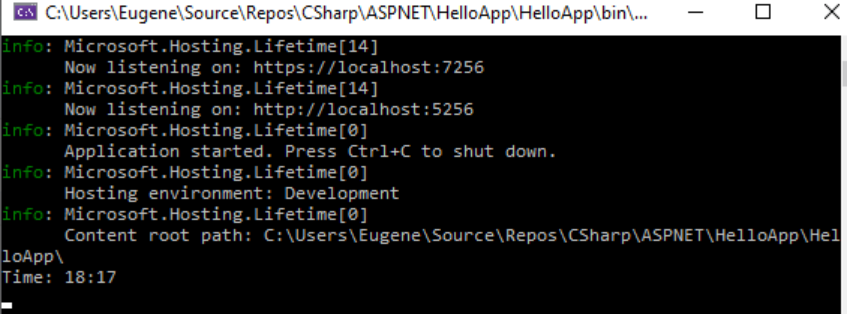 C:\Users\Eugene\Source\Repos\CSharp\ASPNET\HelloApp\HelloApp\bin\...
info: Microsoft.Hosting.Lifetime[14]
Now listening on: https://localhost:7256
info: Microsoft.Hosting.Lifetime[14]
Now listening on: http://localhost:5256
info: Microsoft.Hosting.Lifetime[0]
Application started. Press Ctrl+C to shut down.
info: Microsoft.Hosting.Lifetime[0]
Hosting environment: Development
info: Microsoft.Hosting.Lifetime[0]
Content root path: C:\Users\Eugene\Source\Repos\CSharp\ASPNET\HelloApp\Hel
loApp\
Time: 18:17